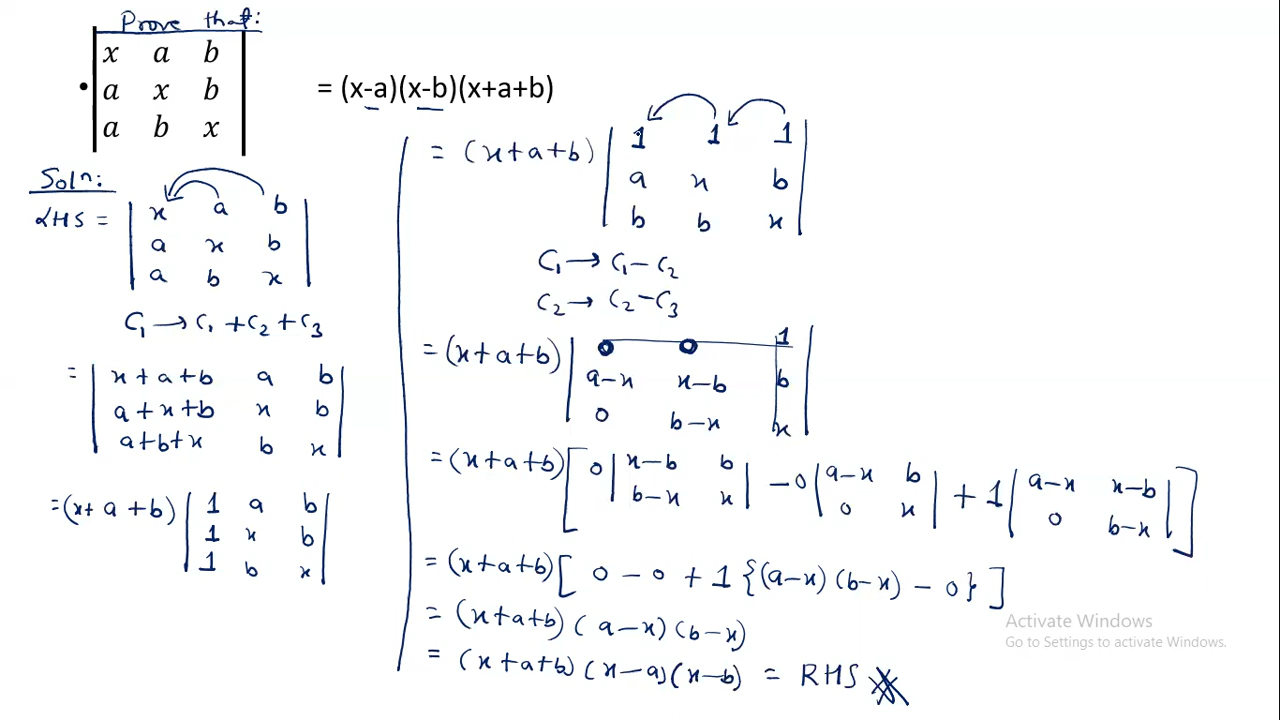 Prove that:
| x a b |
• | a x b | = (x-a)(x-b)(x+a+b)
| a b x |
Solⁿ:
LHS = | x a b |
| a x b |
| a b x |
C₁ → C₁ + C₂ + C₃
= | x+a+b a b |
| a+x+b x b |
| a+b+x b x |
= (x+a+b) | 1 a b |
| 1 x b |
| 1 b x |
= (x+a+b) | 1 1 1 |
| a x b |
| b b x |
C₁ → C₁ – C₂
C₂ → C₂ – C₃
= (x+a+b) | 0 0 1 |
| a–x x–b b |
| 0 b–x x |
= (x+a+b) [ 0 | x–b b | – 0 | a–x b | + 1 | a–x x–b | ]
| b–x x | | 0 x | | 0 b–x |
= (x+a+b) [ 0 – 0 + 1 {(a–x)(b–x) – 0} ]
= (x+a+b)(a–x)(b–x)
= (x+a+b)(x–a)(x–b) = RHS
Activate Windows
Go to Settings to activate Windows.